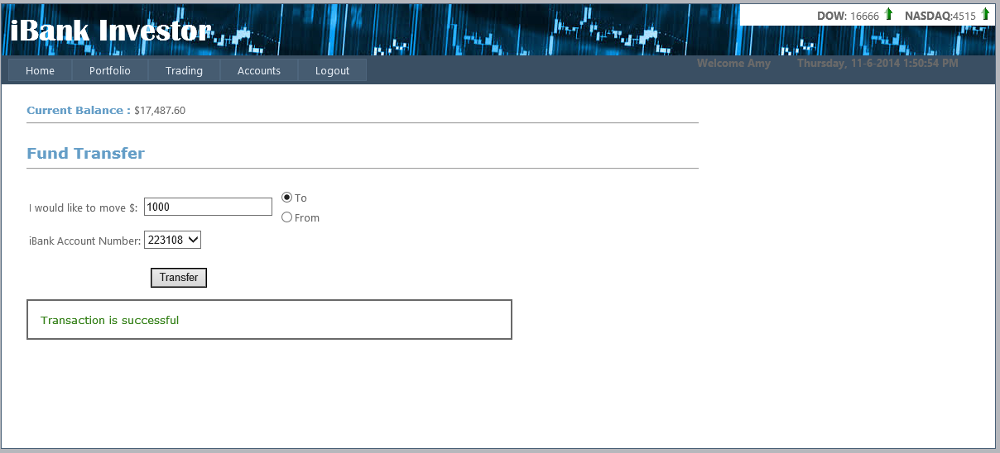 iBank Investor
DOW: 16666 NASDAQ:4515
Home Portfolio Trading Accounts Logout
Welcome Amy Thursday, 11-6-2014 1:50:54 PM
Current Balance : $17,487.60
Fund Transfer
I would like to move $: 1000
To
From
iBank Account Number: 223108
Transfer
Transaction is successful